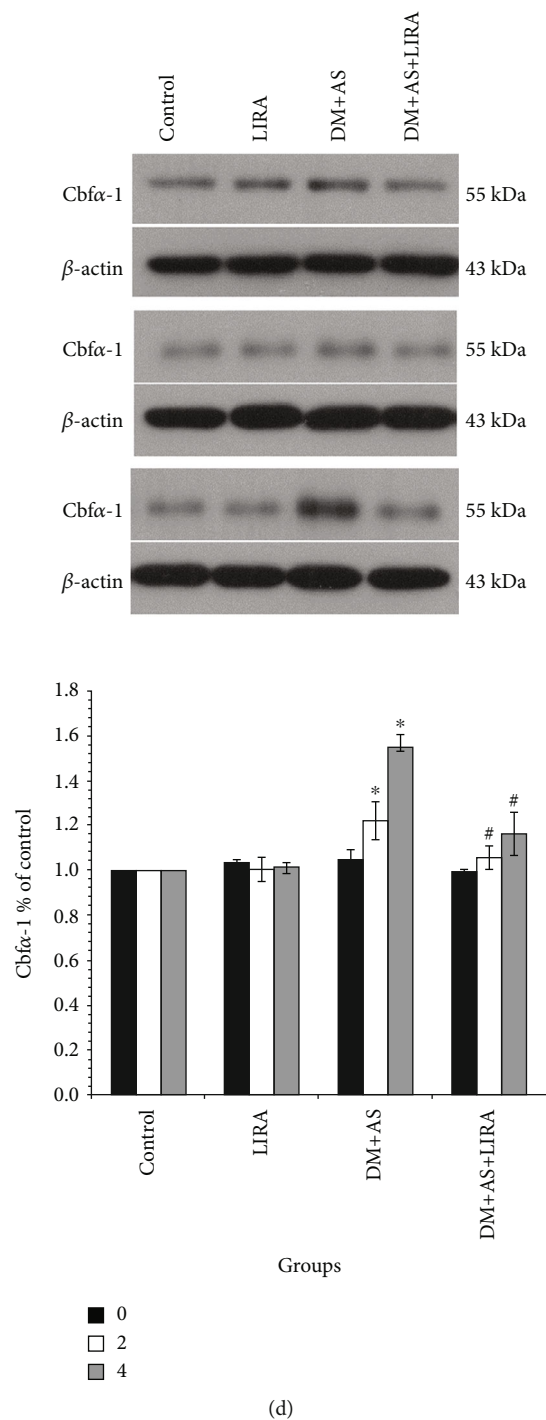 Control
LIRA
DM+AS
DM+AS+LIRA
Cbfα-1 55 kDa
β-actin 43 kDa
Cbfα-1 55 kDa
β-actin 43 kDa
Cbfα-1 55 kDa
β-actin 43 kDa
1.8
1.6
1.4
1.2
1.0
0.8
0.6
0.4
0.2
0.0
Cbfα-1 % of control
*
*
#
#
Control
LIRA
DM+AS
DM+AS+LIRA
Groups
0
2
4
(d)